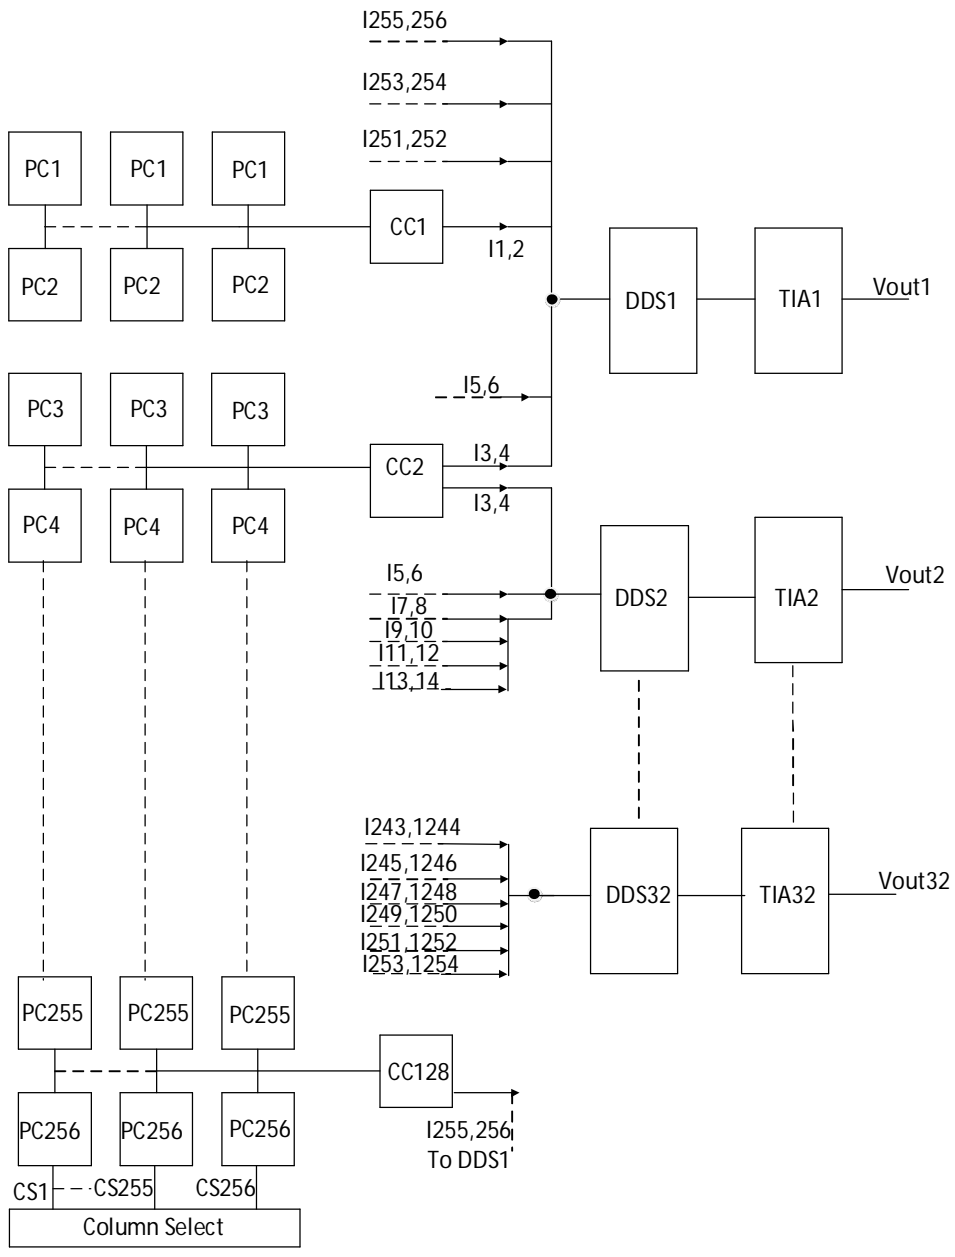 I255,256
I253,254
I251,252
PC1
PC1
PC1
CC1
I1,2
PC2
PC2
PC2
DDS1
TIA1
Vout1
I5,6
PC3
PC3
PC3
CC2
I3,4
I3,4
PC4
PC4
PC4
I5,6
I7,8
I9,10
I11,12
I13,14
DDS2
TIA2
Vout2
I243,1244
I245,1246
I247,1248
I249,1250
I251,1252
I253,1254
DDS32
TIA32
Vout32
PC255
PC255
PC255
CC128
PC256
PC256
PC256
I255,256
To DDS1
CS1
CS255
CS256
Column Select